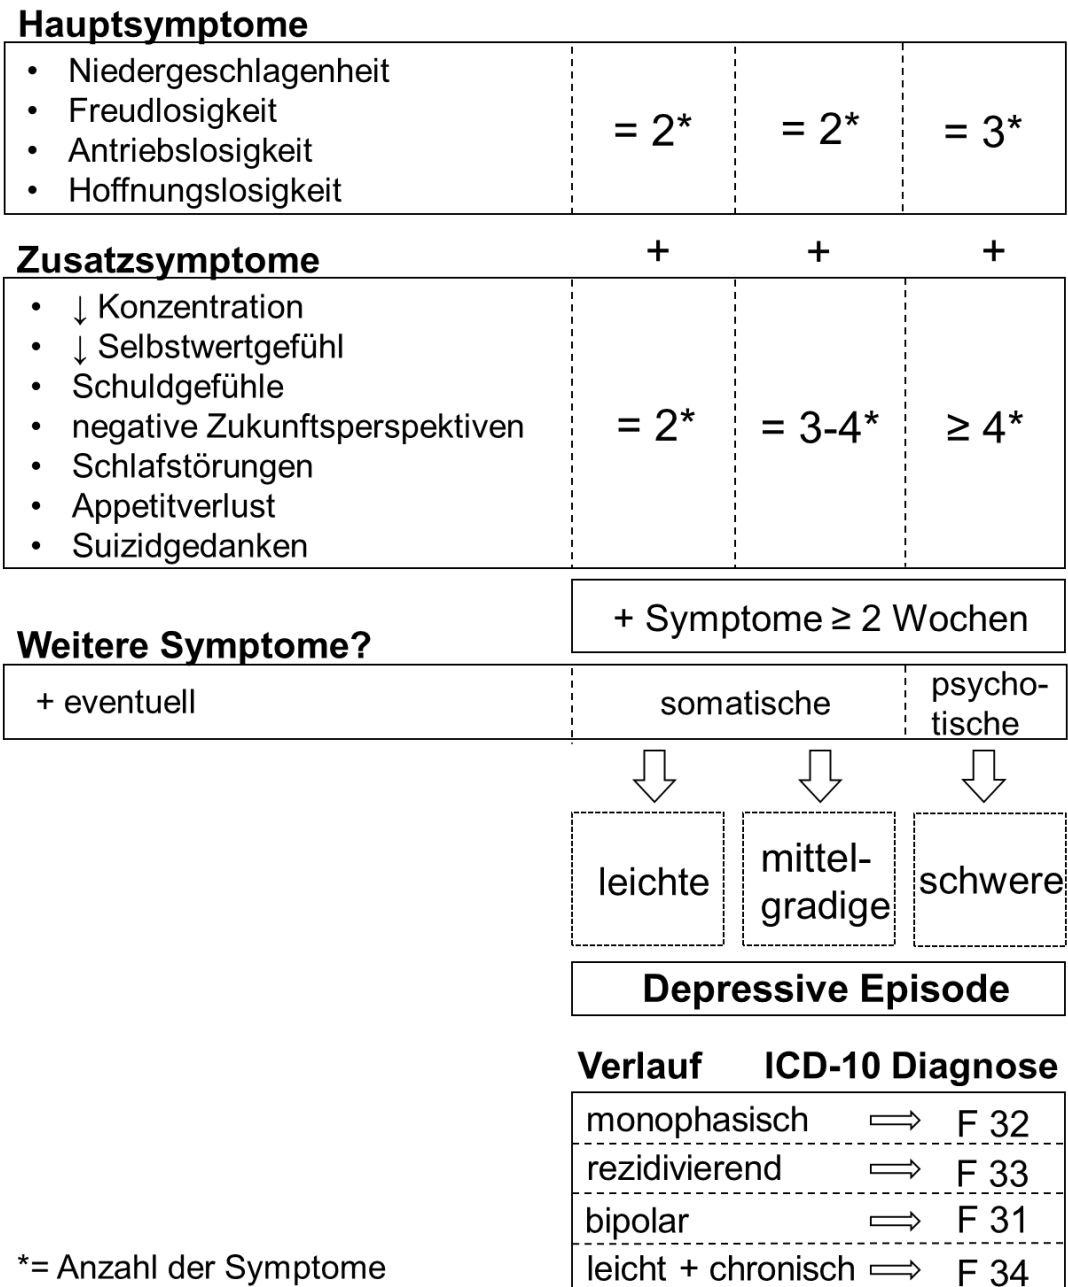 Hauptsymptome
• Niedergeschlagenheit
• Freudlosigkeit
• Antriebslosigkeit
• Hoffnungslosigkeit
= 2* = 2* = 3*
+ + +
Zusatzsymptome
• ↓ Konzentration
• ↓ Selbstwertgefühl
• Schuldgefühle
• negative Zukunftsperspektiven
• Schlafstörungen
• Appetitverlust
• Suizidgedanken
= 2* = 3-4* ≥ 4*
+ Symptome ≥ 2 Wochen
Weitere Symptome?
+ eventuell
somatische
psycho-
tische
leichte
mittel-
gradige
schwere
Depressive Episode
Verlauf ICD-10 Diagnose
monophasisch ⇨ F 32
rezidivierend ⇨ F 33
bipolar ⇨ F 31
leicht + chronisch ⇨ F 34
*= Anzahl der Symptome